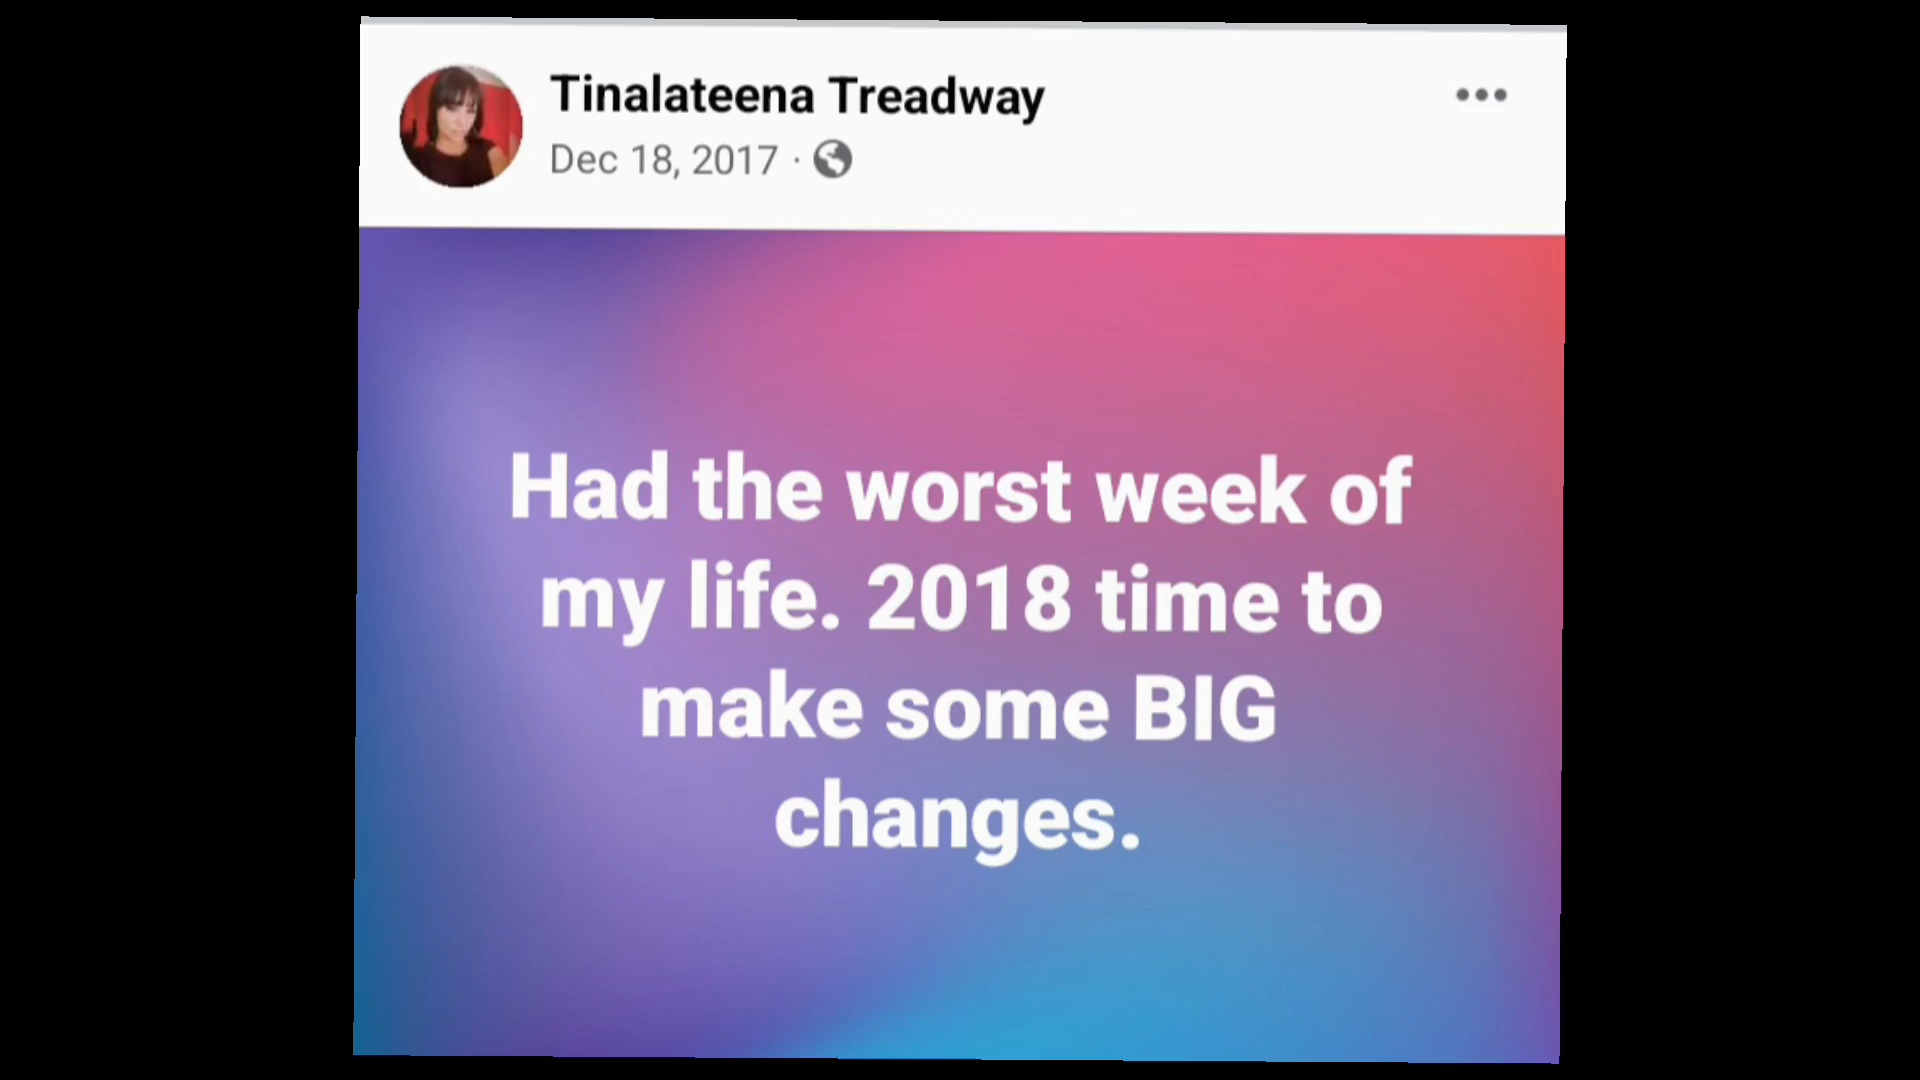 Tinalateena Treadway
Dec 18, 2017 ·
Had the worst week of
my life. 2018 time to
make some BIG
changes.